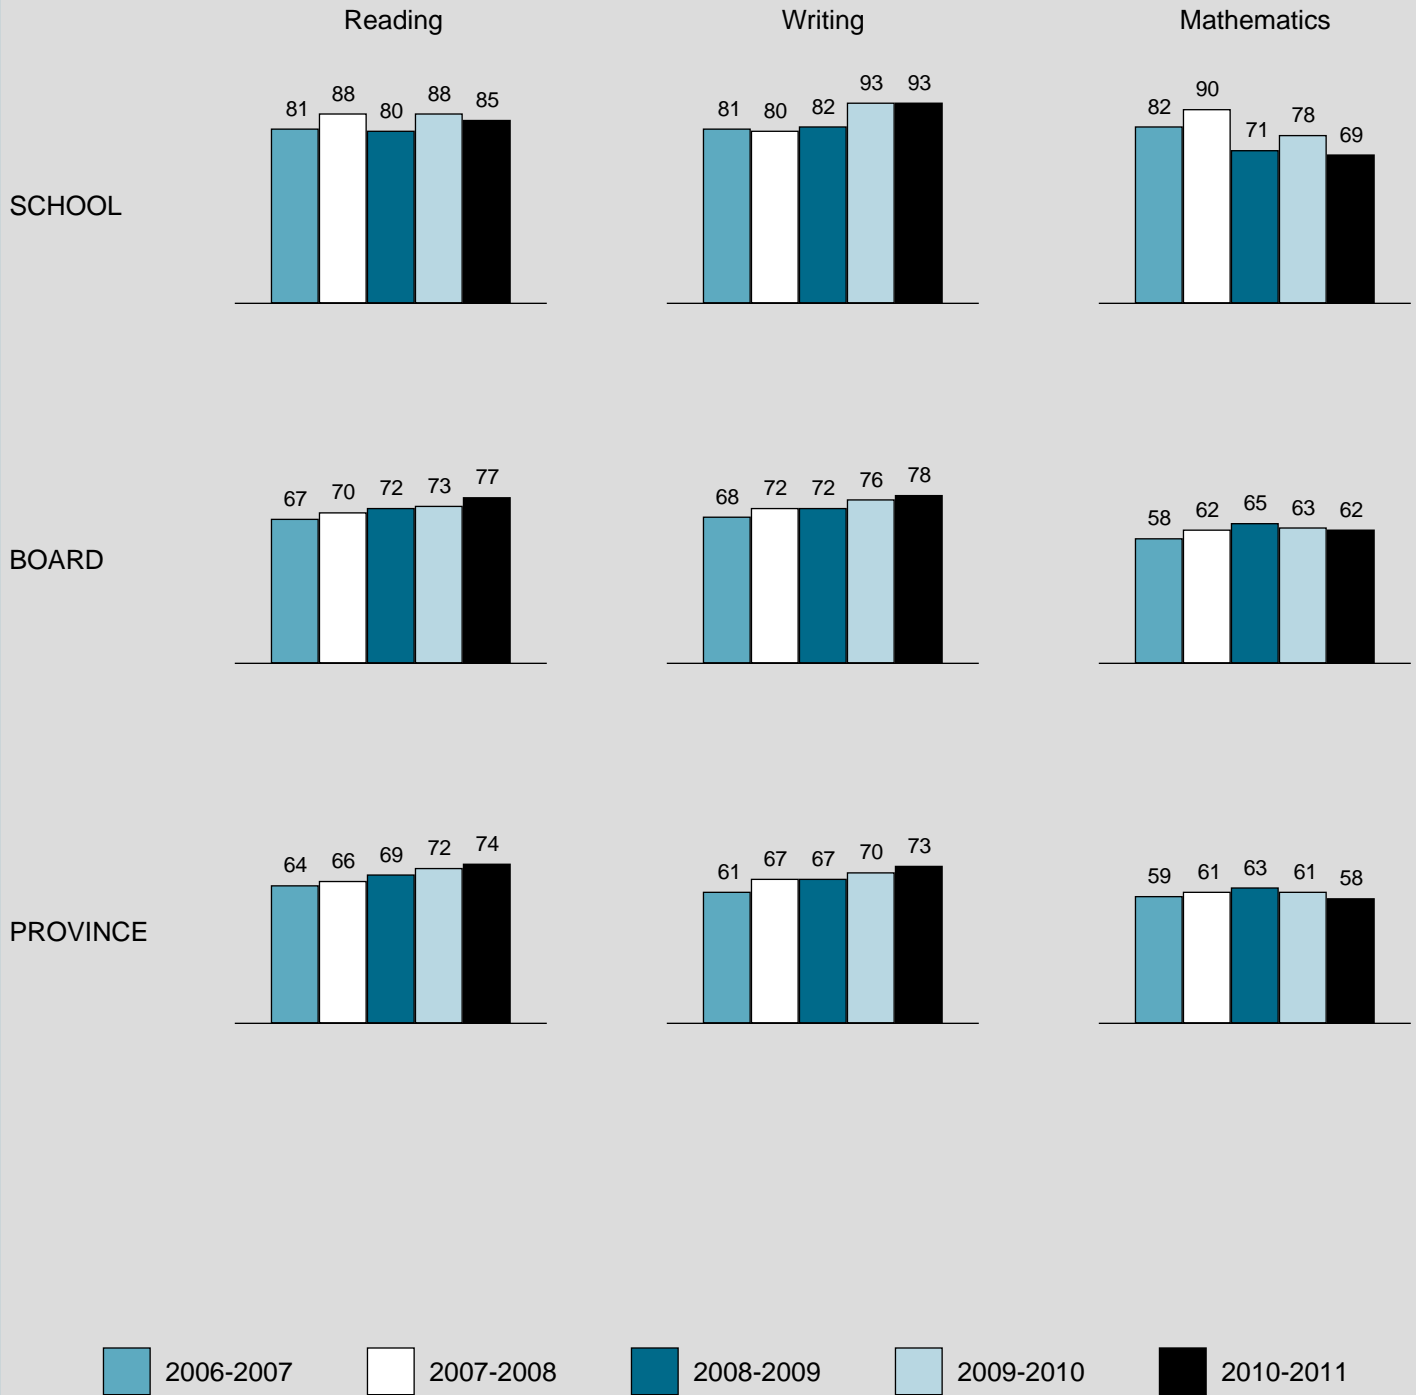 Reading Writing Mathematics
81 88 80 88 85 81 80 82 93 93 82 90 71 78 69
SCHOOL
67 70 72 73 77 68 72 72 76 78 58 62 65 63 62
BOARD
64 66 69 72 74 61 67 67 70 73 59 61 63 61 58
PROVINCE
2006-2007 2007-2008 2008-2009 2009-2010 2010-2011